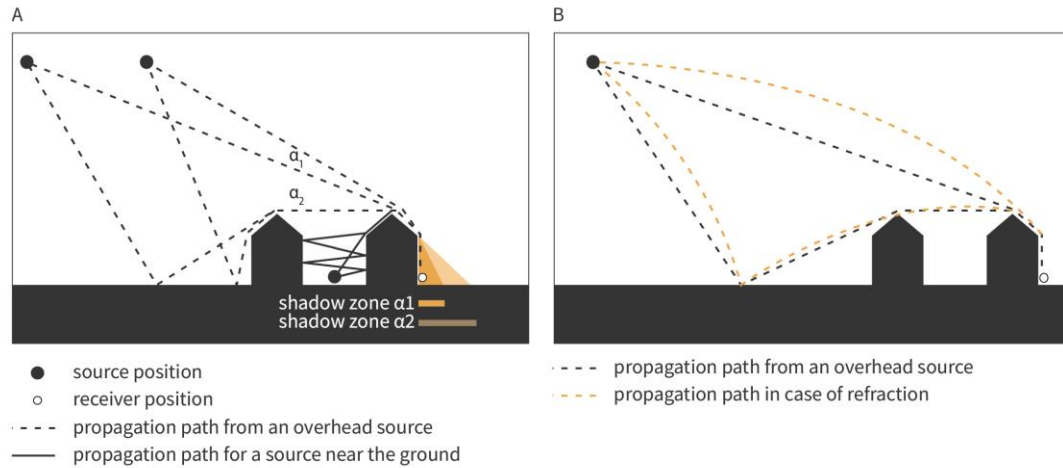 A
α1
α2
shadow zone α1
shadow zone α2
source position
receiver position
propagation path from an overhead source
propagation path for a source near the ground
B
propagation path from an overhead source
propagation path in case of refraction